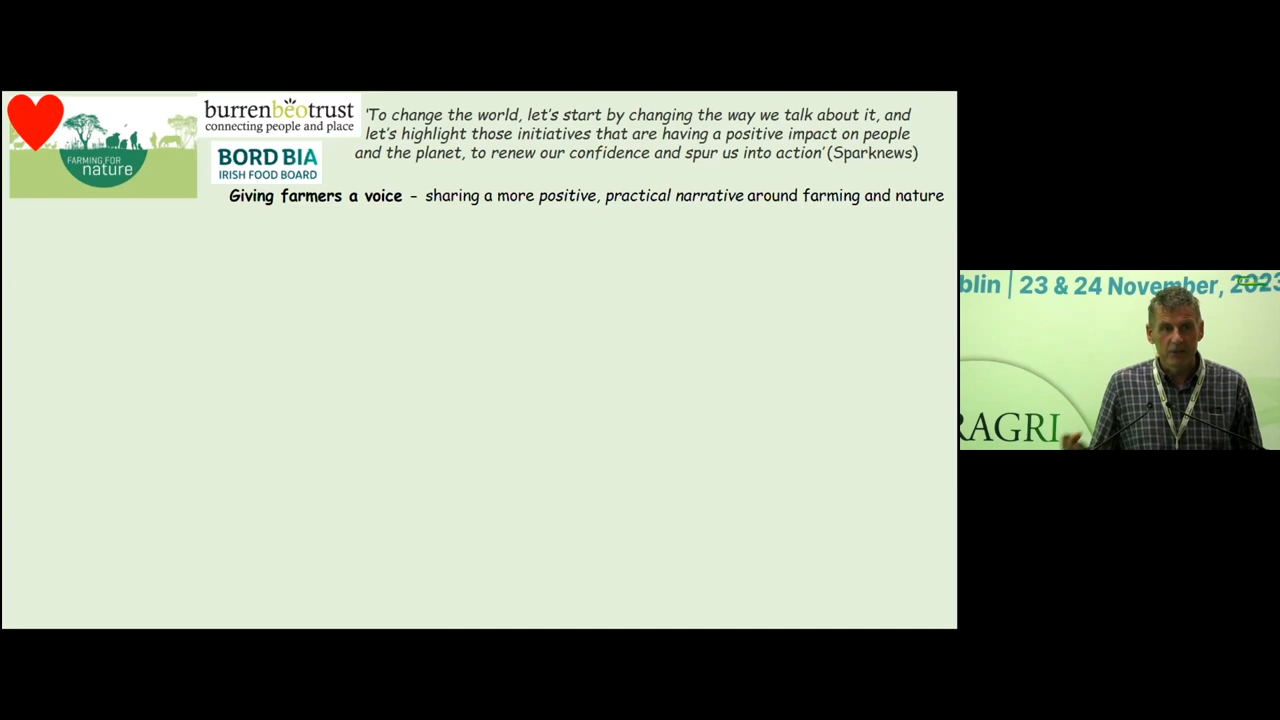 FARMING FOR
nature
burrenbeotrust
connecting people and place
BORD BIA
IRISH FOOD BOARD
'To change the world, let's start by changing the way we talk about it, and
let's highlight those initiatives that are having a positive impact on people
and the planet, to renew our confidence and spur us into action' (Sparknews)
Giving farmers a voice – sharing a more positive, practical narrative around farming and nature
blin | 23 & 24 November, 2023
RAGRI